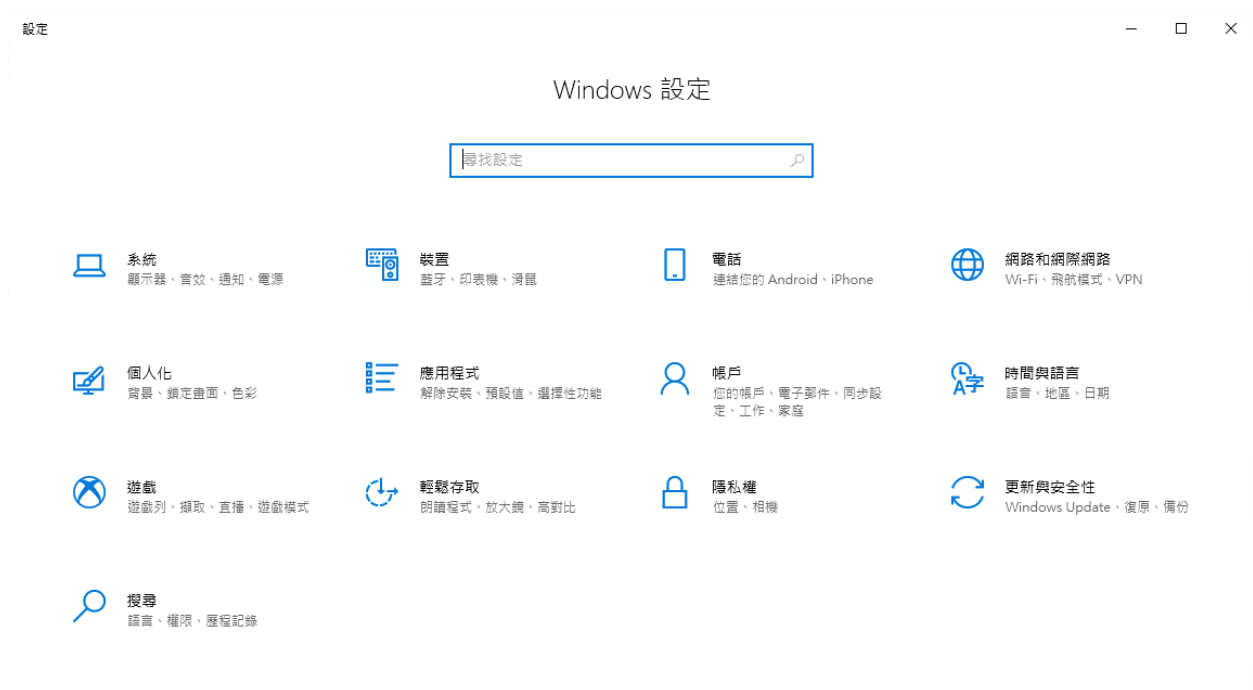 設定
Windows 設定
尋找設定
系統
顯示器、音效、通知、電源
裝置
藍牙、印表機、滑鼠
電話
連結您的 Android、iPhone
網路和網際網路
Wi-Fi、飛航模式、VPN
個人化
背景、鎖定畫面、色彩
應用程式
解除安裝、預設值、選擇性功能
帳戶
您的帳戶、電子郵件、同步設
定、工作、家庭
時間與語言
語音、地區、日期
遊戲
遊戲列、擷取、直播、遊戲模式
輕鬆存取
朗讀程式、放大鏡、高對比
隱私權
位置、相機
更新與安全性
Windows Update、復原、備份
搜尋
語言、權限、歷程記錄